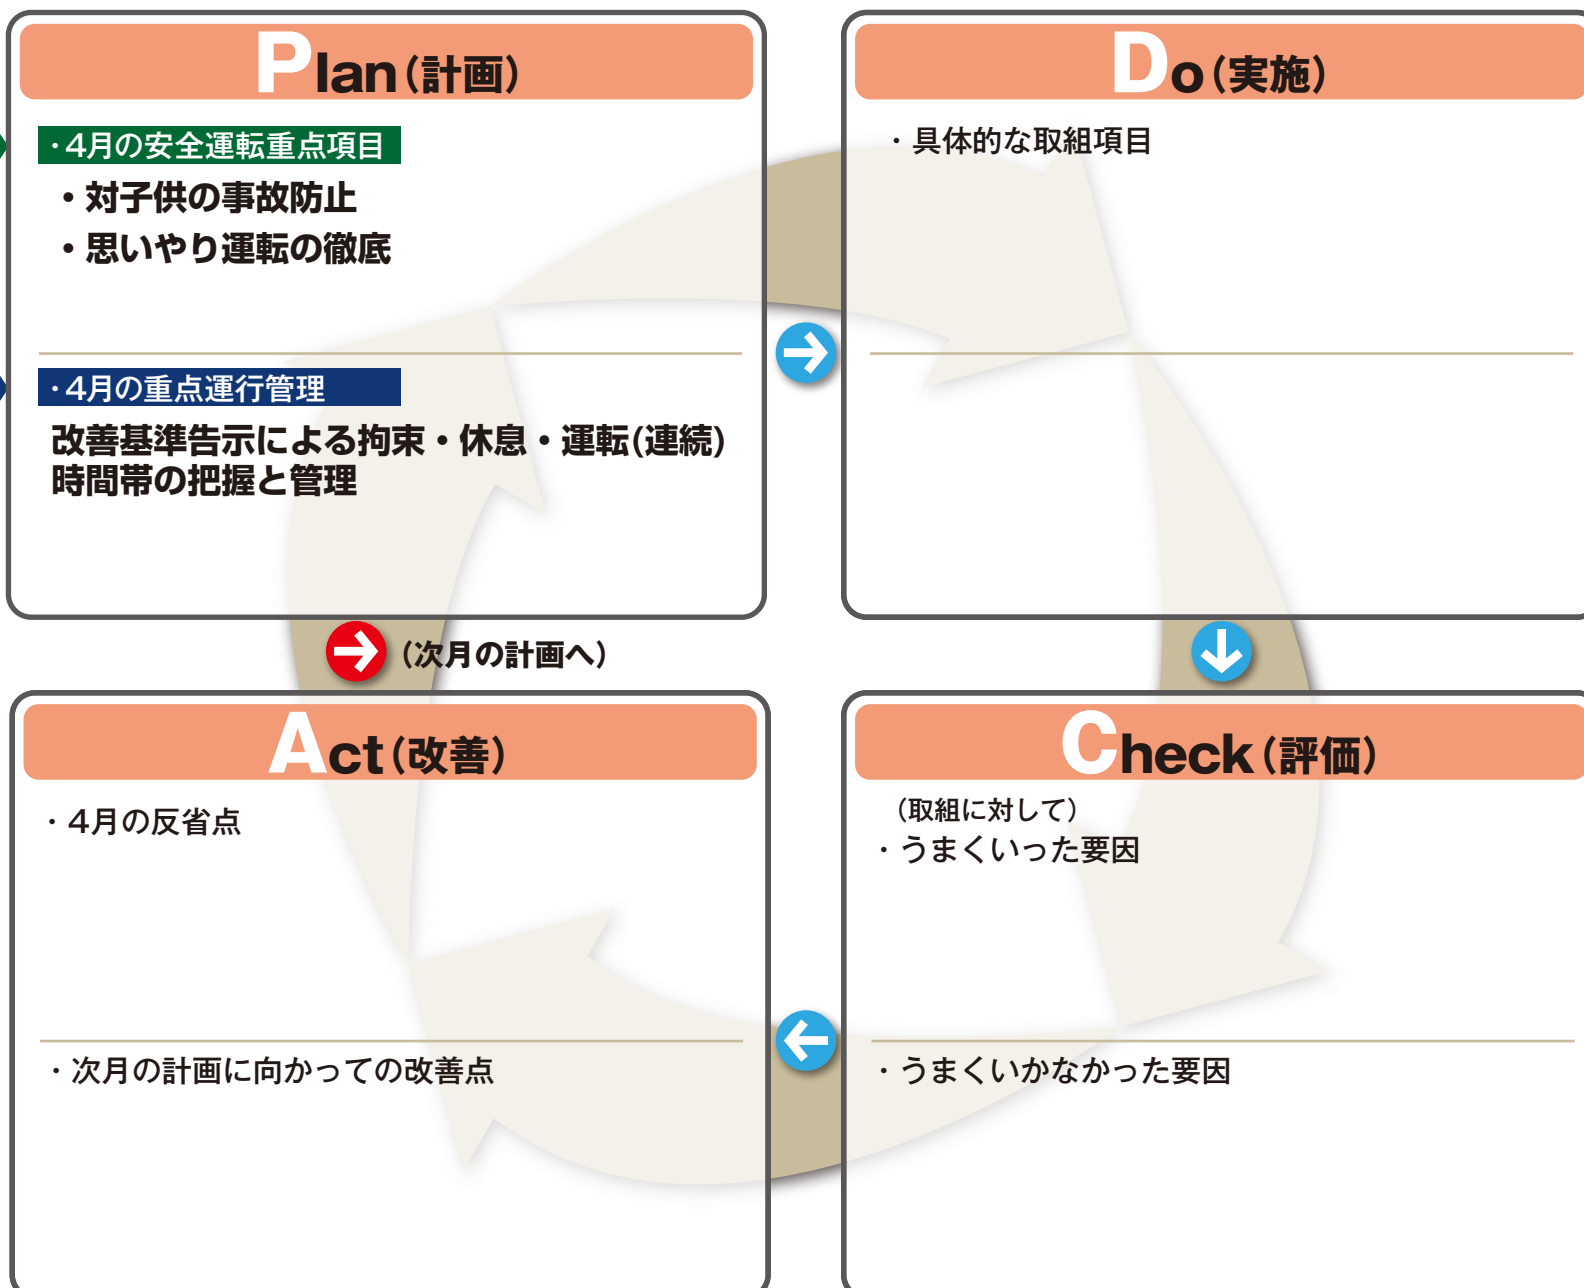 Plan(計画)
・4月の安全運転重点項目
・対子供の事故防止
・思いやり運転の徹底
・4月の重点運行管理
改善基準告示による拘束・休息・運転(連続)
時間帯の把握と管理
Do(実施)
・具体的な取組項目
(次月の計画へ)
Act(改善)
・4月の反省点
・次月の計画に向かっての改善点
Check(評価)
(取組に対して)
・うまくいった要因
・うまくいかなかった要因